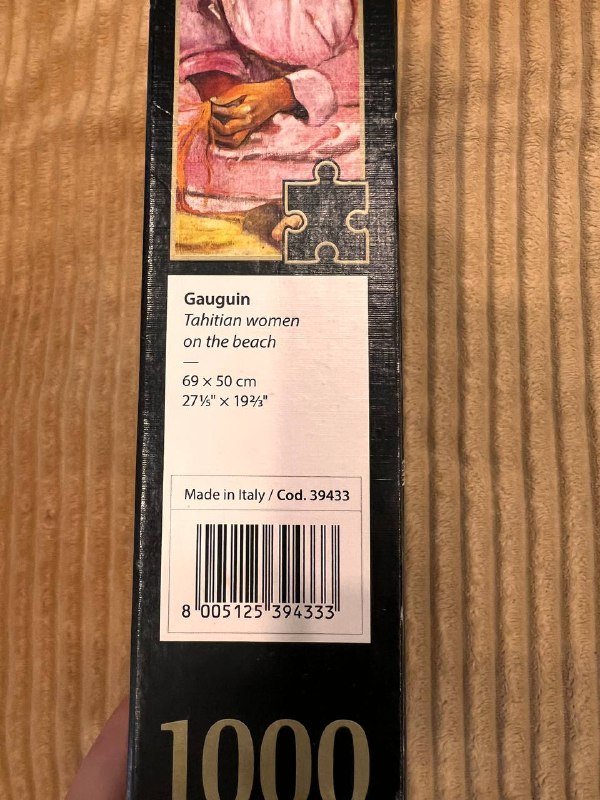 Gauguin
Tahitian women
on the beach
69 × 50 cm
27⅕" × 19⅔"
Made in Italy / Cod. 39433
8 005125 394333
1000